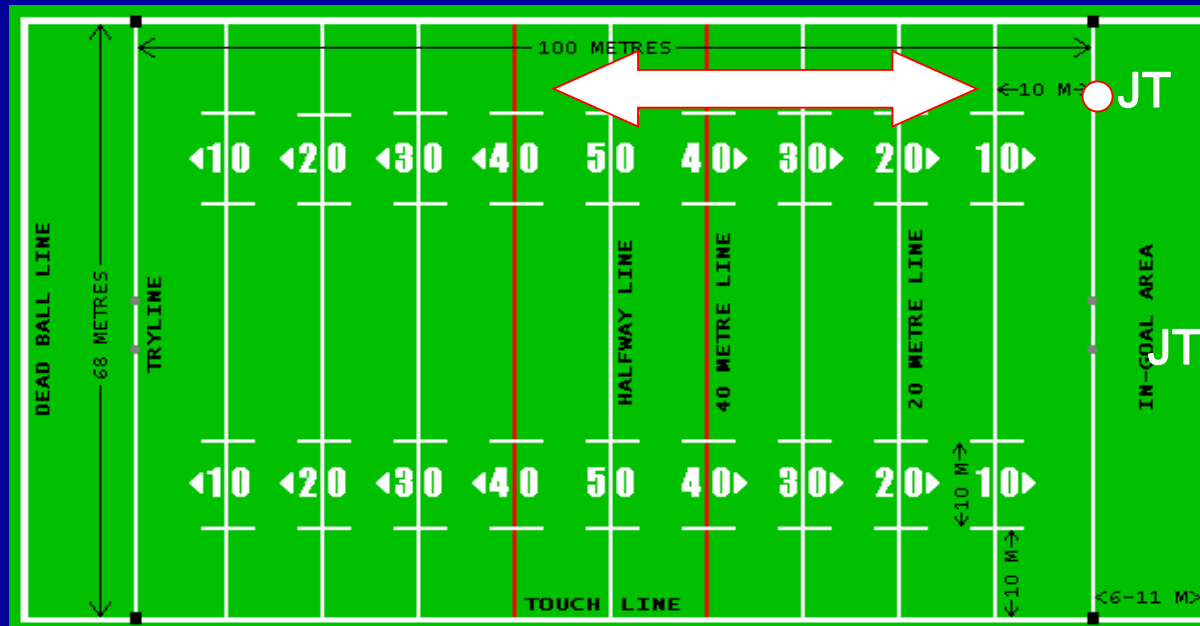 100 METRES
10 M
JT
10 20 30 40 50 40 30 20 10
DEAD BALL LINE
68 METRES
TRYLINE
HALFWAY LINE
40 METRE LINE
20 METRE LINE
IN-GOAL AREA
JT
10 20 30 40 50 40 30 20 10
10 M
10 M
TOUCH LINE
6-11 M